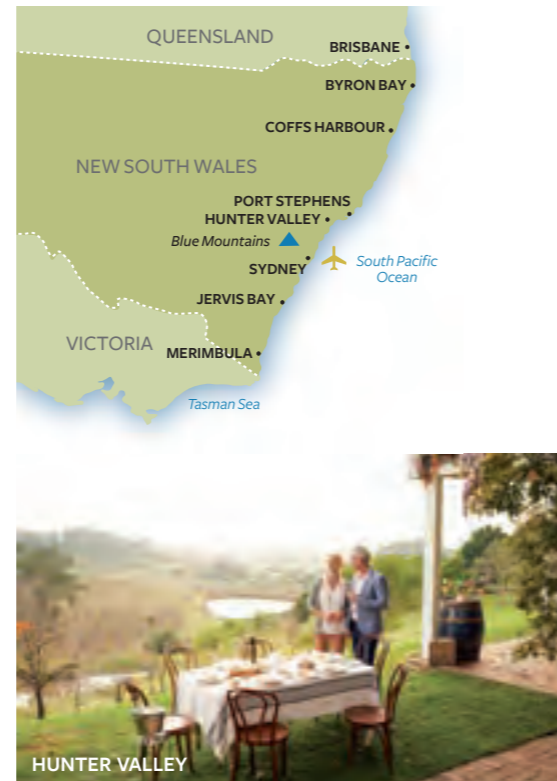 QUEENSLAND
BRISBANE
BYRON BAY
COFFS HARBOUR
NEW SOUTH WALES
PORT STEPHENS
HUNTER VALLEY
Blue Mountains
SYDNEY
South Pacific
Ocean
JERVIS BAY
VICTORIA
MERIMBULA
Tasman Sea
HUNTER VALLEY